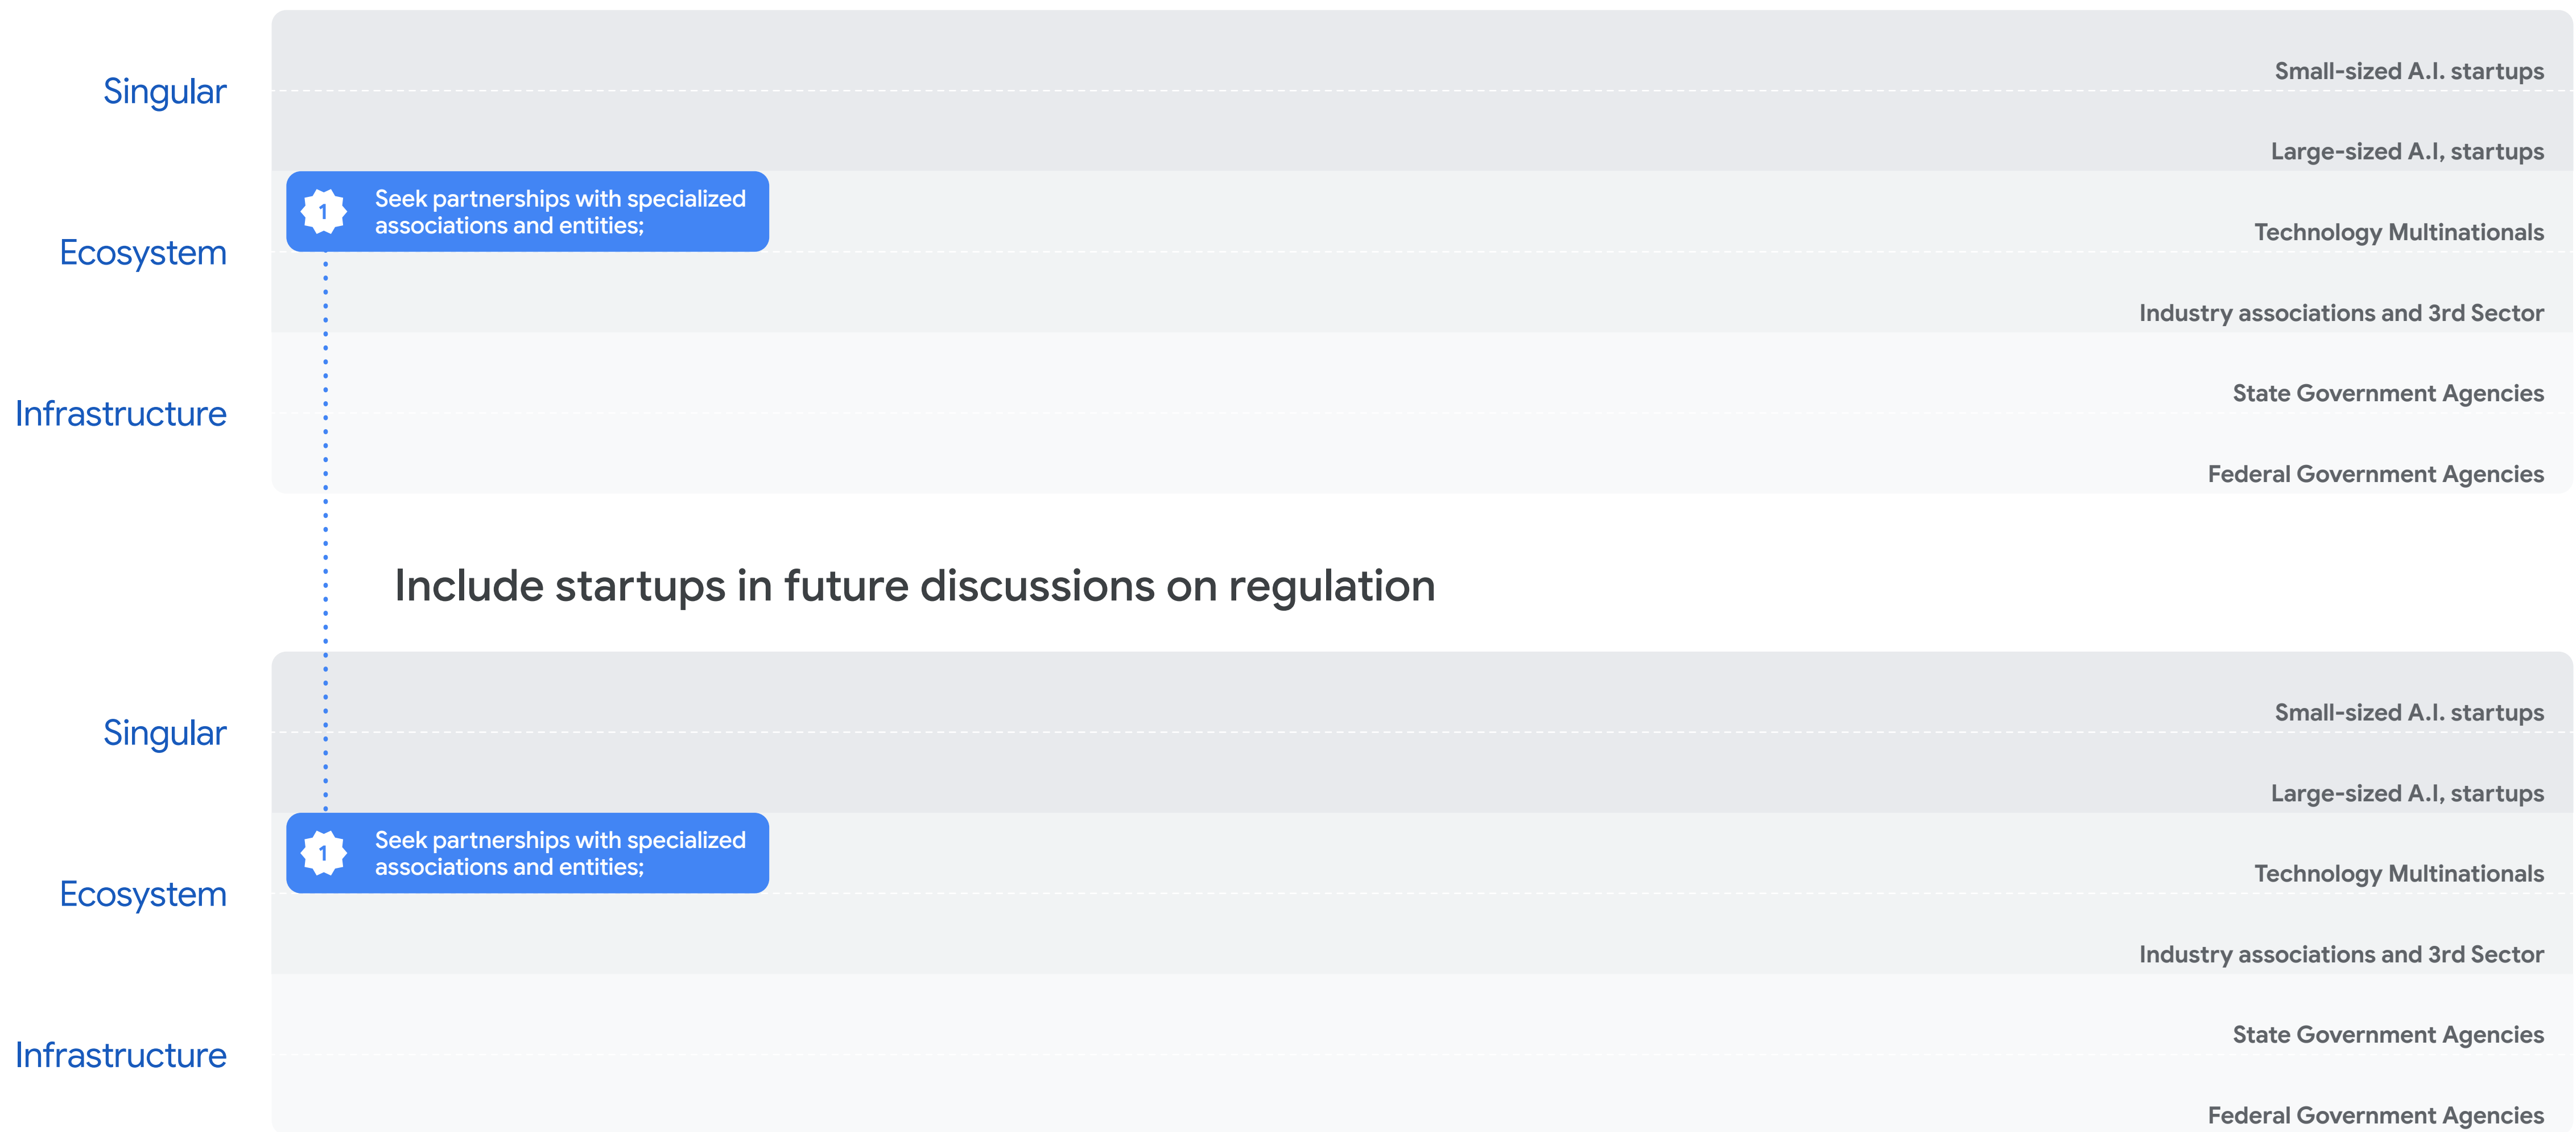 Small-sized A.I. startups
Singular
Large-sized A.I, startups
1
Seek partnerships with specialized
associations and entities;
Technology Multinationals
Ecosystem
Industry associations and 3rd Sector
State Government Agencies
Infrastructure
Federal Government Agencies
Include startups in future discussions on regulation
Small-sized A.I. startups
Singular
Large-sized A.I, startups
1
Seek partnerships with specialized
associations and entities;
Technology Multinationals
Ecosystem
Industry associations and 3rd Sector
State Government Agencies
Infrastructure
Federal Government Agencies